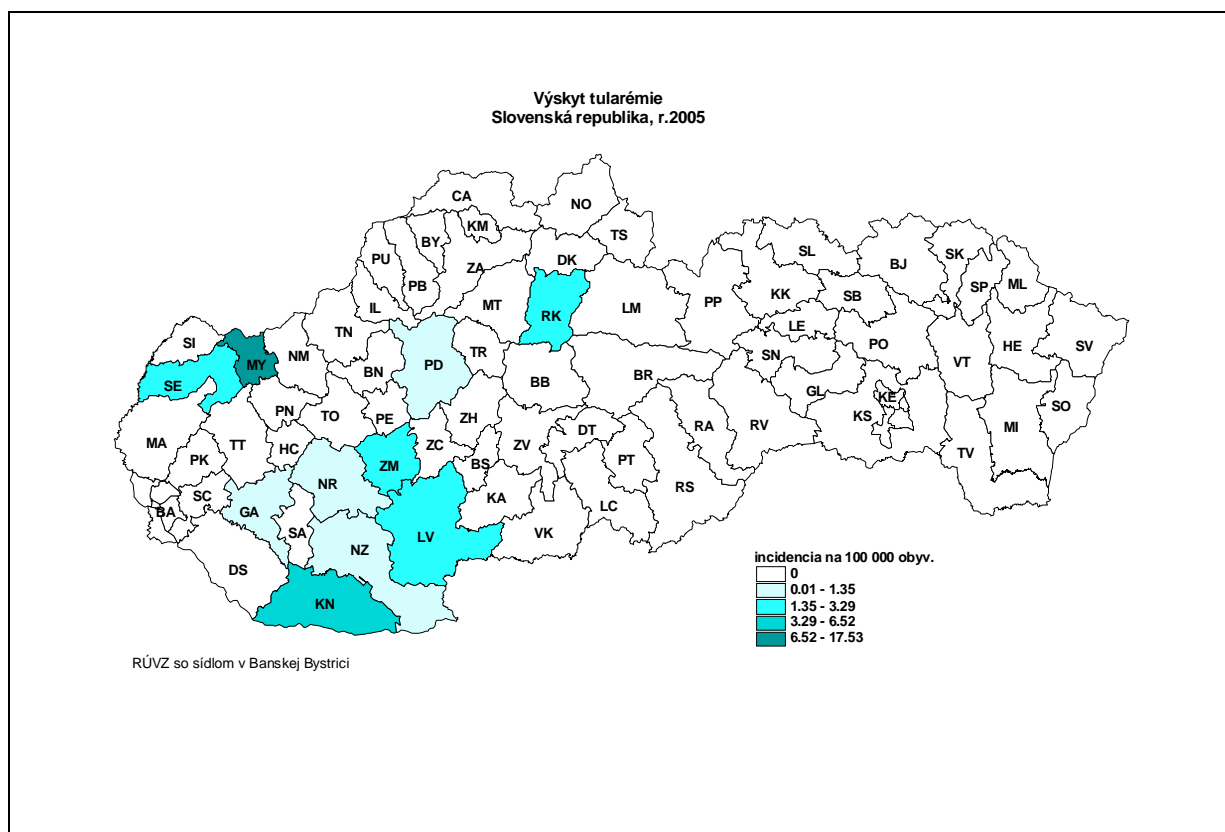 Výskyt tularémie
Slovenská republika, r.2005
CA
NO
KM
TS
BY
PU
ZA
DK
PB
IL
MT
RK
LM
PP
SL
KK
BJ
SK
SP
ML
SB
LE
PO
SN
VT
HE
SV
SI
MY
NM
TN
BN
PD
TR
BB
BR
GL
KE
KS
SO
MI
TV
SE
PN
TO
PE
ZH
ZC
ZV
DT
RA
RV
MA
TT
HC
PK
ZM
BS
PT
RS
SC
BA
GA
NR
KA
LC
SA
NZ
LV
VK
DS
KN
incidencia na 100 000 obyv.
0
0.01 - 1.35
1.35 - 3.29
3.29 - 6.52
6.52 - 17.53
RÚVZ so sídlom v Banskej Bystrici